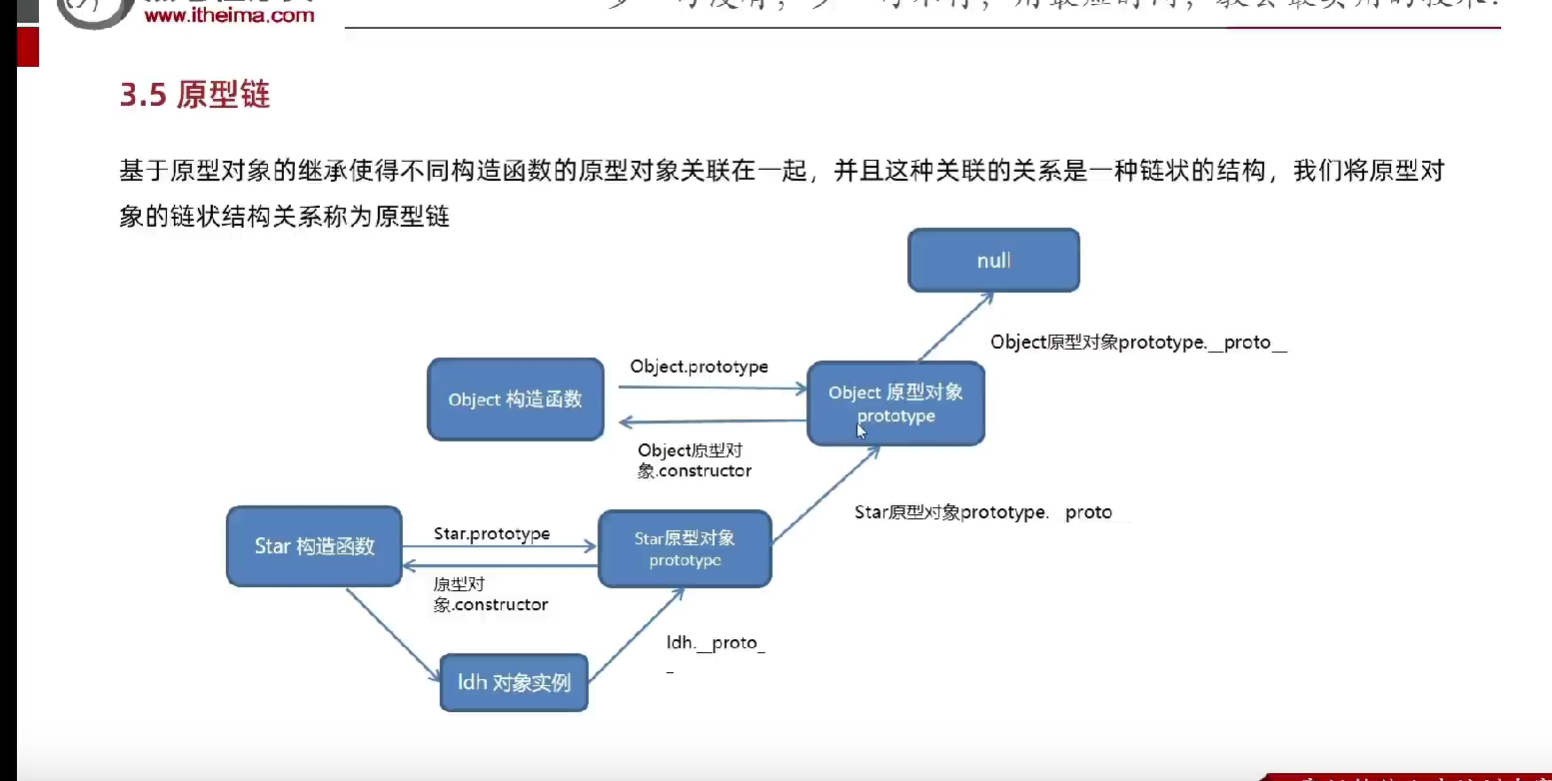 www.itheima.com
3.5 原型链
基于原型对象的继承使得不同构造函数的原型对象关联在一起，并且这种关联的关系是一种链状的结构，我们将原型对
象的链状结构关系称为原型链
null
Object原型对象prototype.__proto__
Object.prototype
Object 构造函数
Object 原型对象
prototype
Object原型对
象.constructor
Star原型对象prototype. proto
Star 构造函数
Star.prototype
Star原型对象
prototype
原型对
象.constructor
ldh.__proto_
_
ldh 对象实例